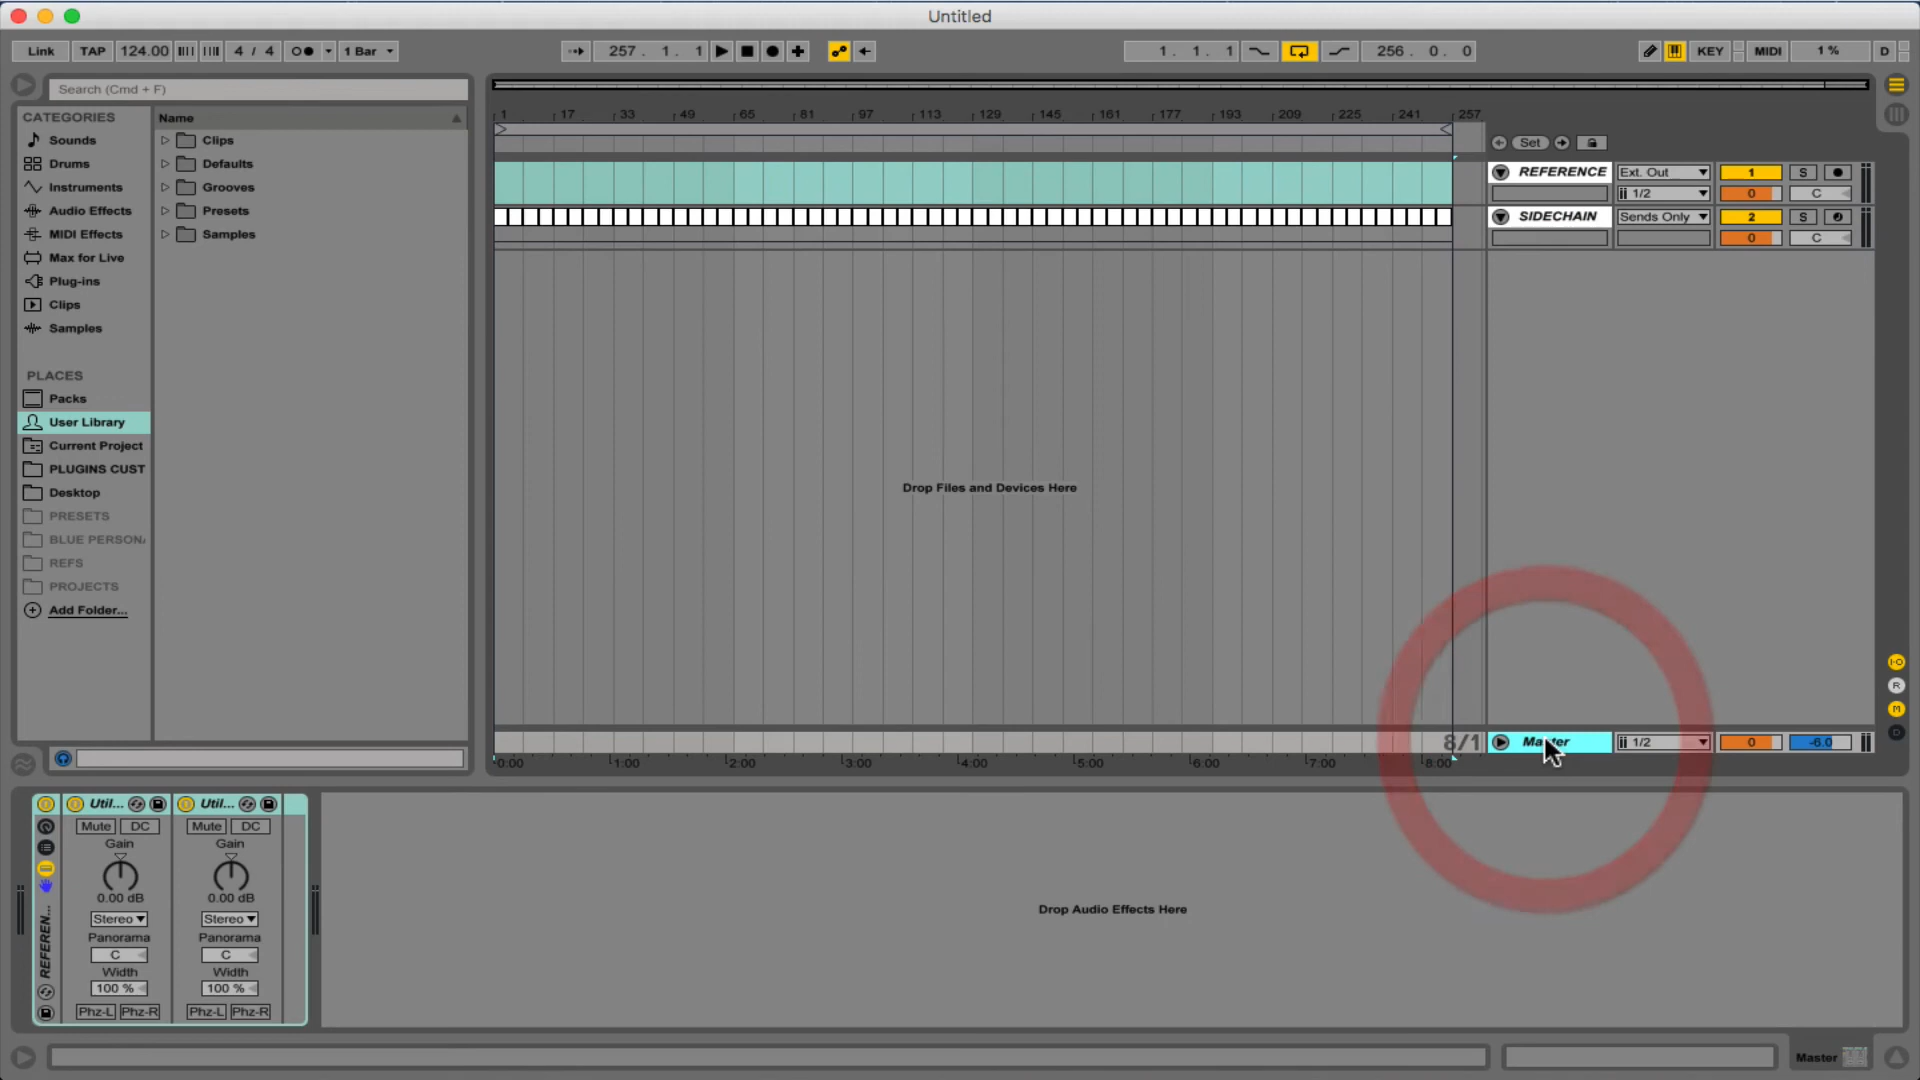 Untitled
Link TAP 124.00 4 / 4 1 Bar 257. 1. 1 1. 1. 1 256. 0. 0 KEY MIDI 1 % D
Search (Cmd + F)
CATEGORIES
Sounds
Drums
Instruments
Audio Effects
MIDI Effects
Max for Live
Plug-ins
Clips
Samples
PLACES
Packs
User Library
Current Project
PLUGINS CUST
Desktop
PRESETS
BLUE PERSON
REFS
PROJECTS
Add Folder...
Name
Clips
Defaults
Grooves
Presets
Samples
1 17 33 49 65 81 97 113 129 145 161 177 193 209 225 241 257
Set
REFERENCE Ext. Out 1 S
1/2 0 C
SIDECHAIN Sends Only 2 S
0 C
Drop Files and Devices Here
I-O
R
M
D
8/1 Master 1/2 0 -6.0
0:00 1:00 2:00 3:00 4:00 5:00 6:00 7:00 8:00
REFEREN...
Util... Util...
Mute DC Mute DC
Gain Gain
0.00 dB 0.00 dB
Stereo Stereo
Panorama Panorama
C C
Width Width
100 % 100 %
Phz-L Phz-R Phz-L Phz-R
Drop Audio Effects Here
Master